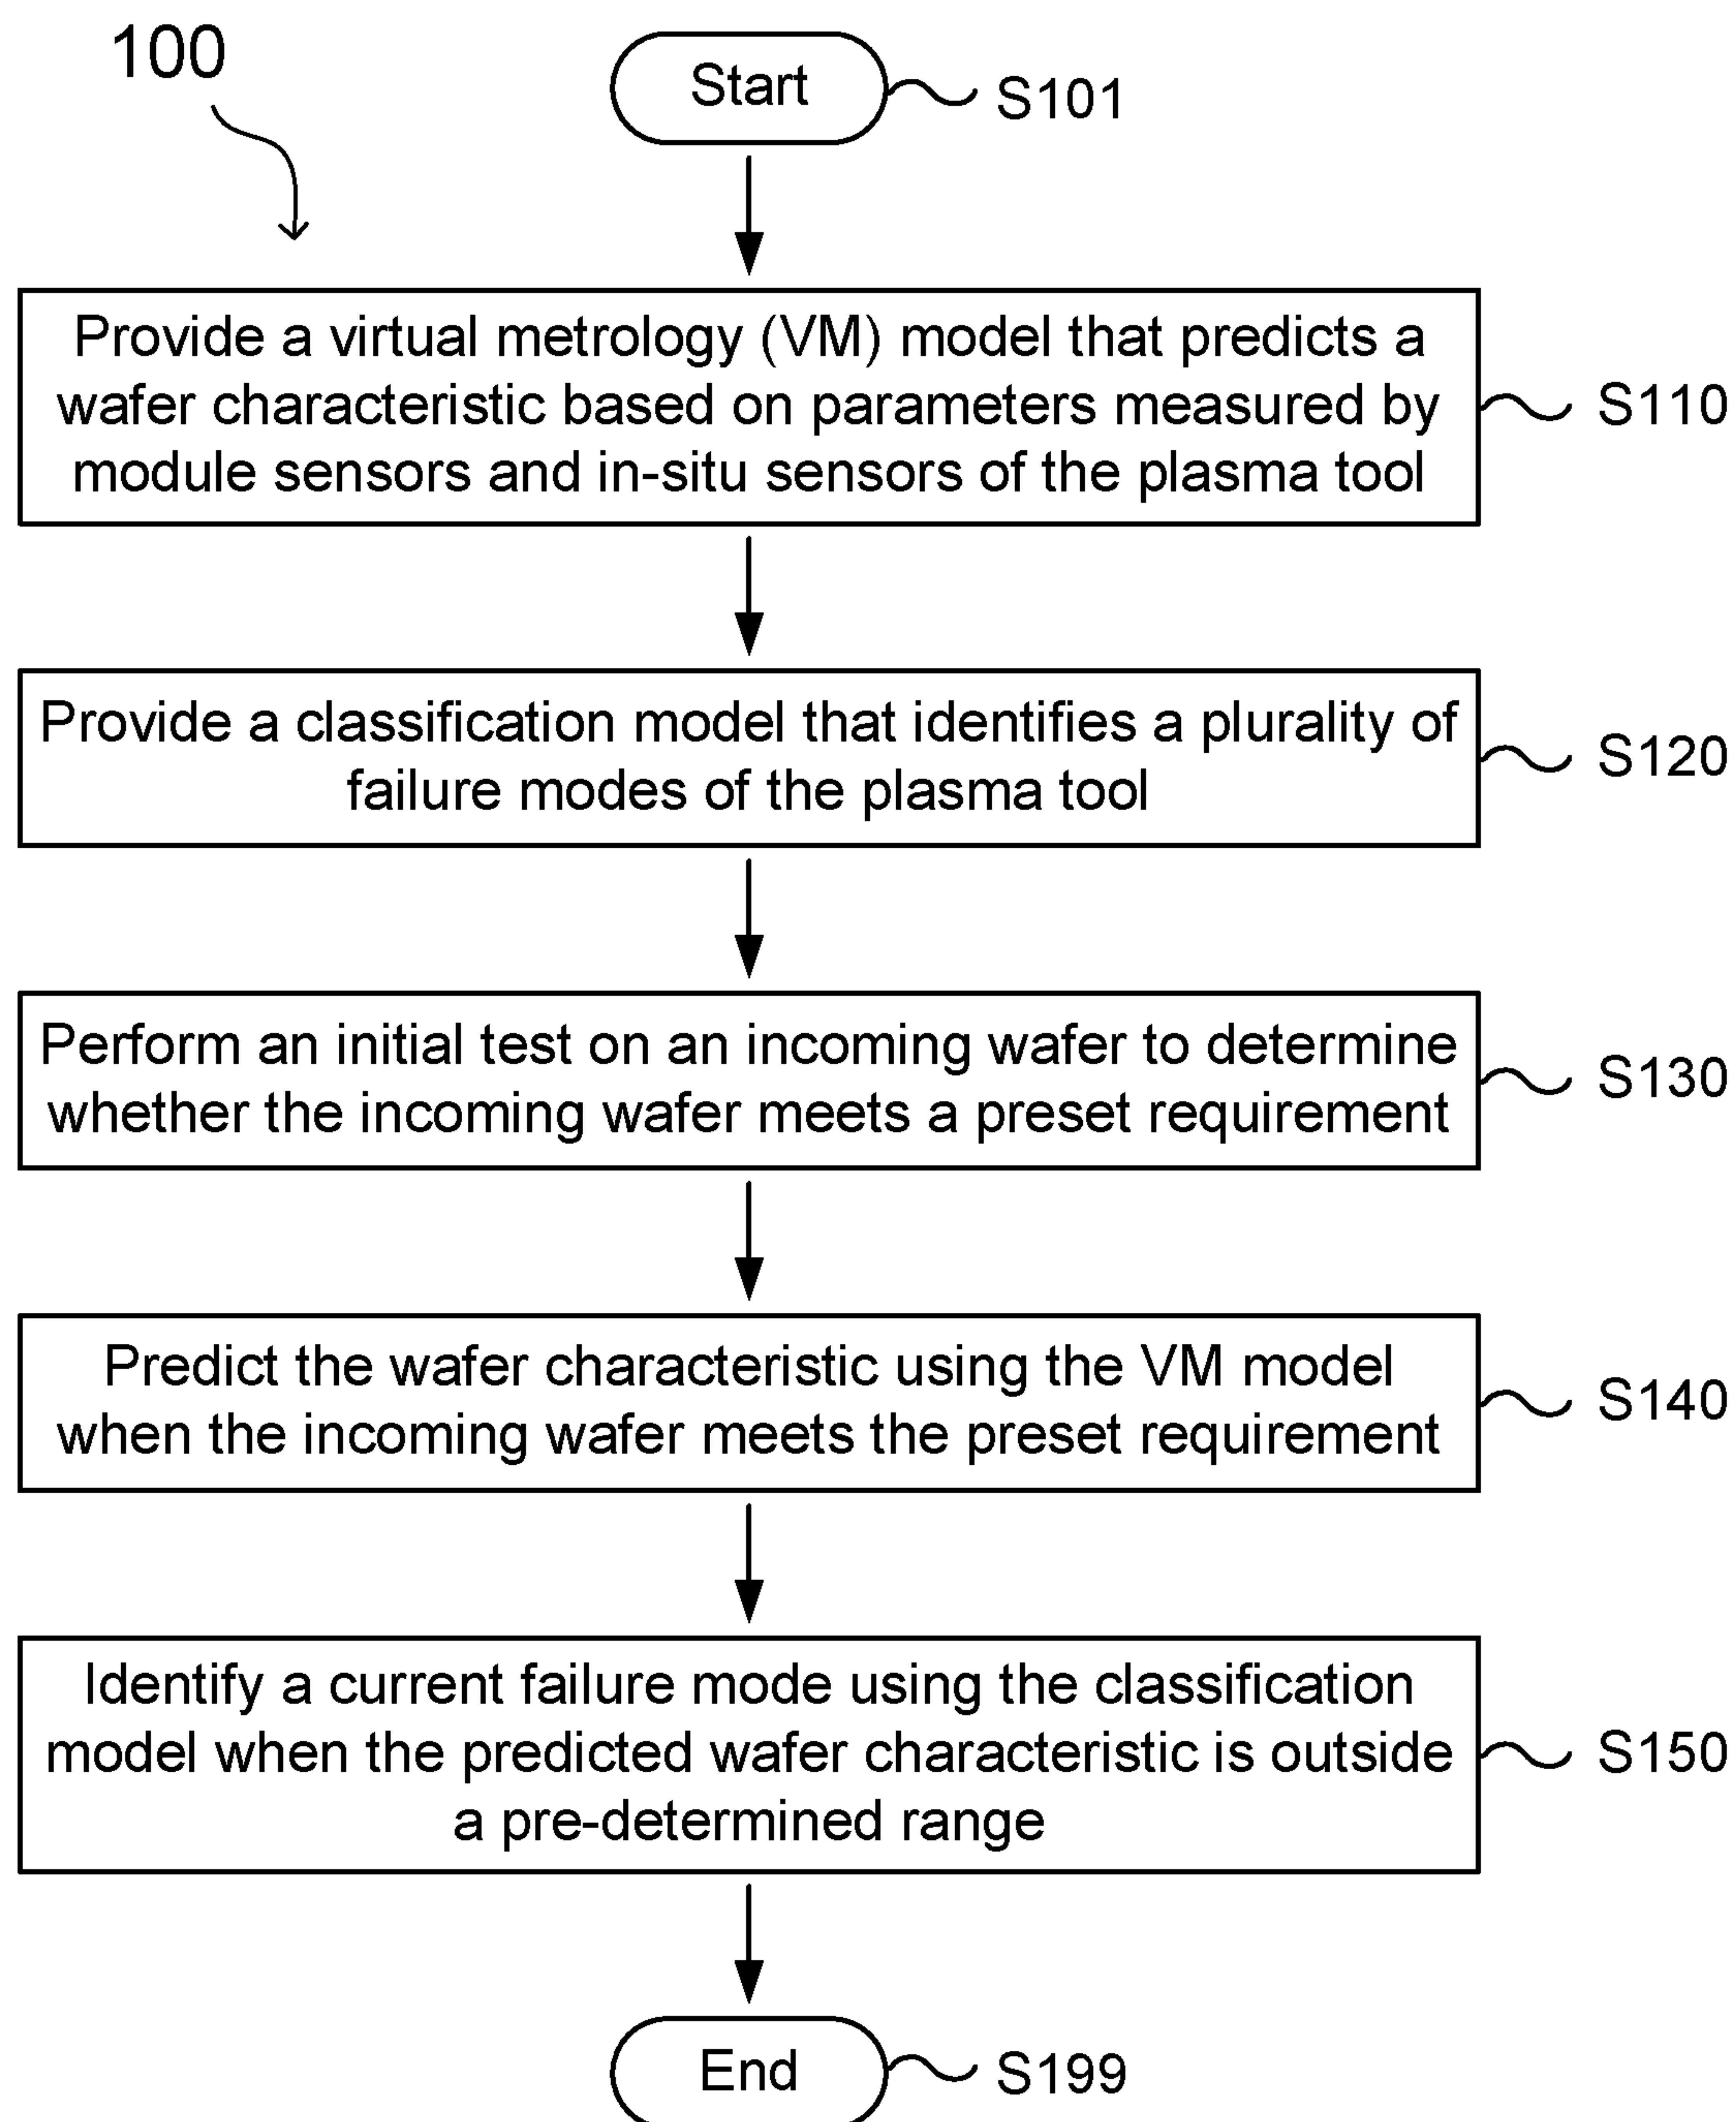 100
Start
S101
Provide a virtual metrology (VM) model that predicts a
wafer characteristic based on parameters measured by
module sensors and in-situ sensors of the plasma tool
S110
Provide a classification model that identifies a plurality of
failure modes of the plasma tool
S120
Perform an initial test on an incoming wafer to determine
whether the incoming wafer meets a preset requirement
S130
Predict the wafer characteristic using the VM model
when the incoming wafer meets the preset requirement
S140
Identify a current failure mode using the classification
model when the predicted wafer characteristic is outside
a pre-determined range
S150
End
S199